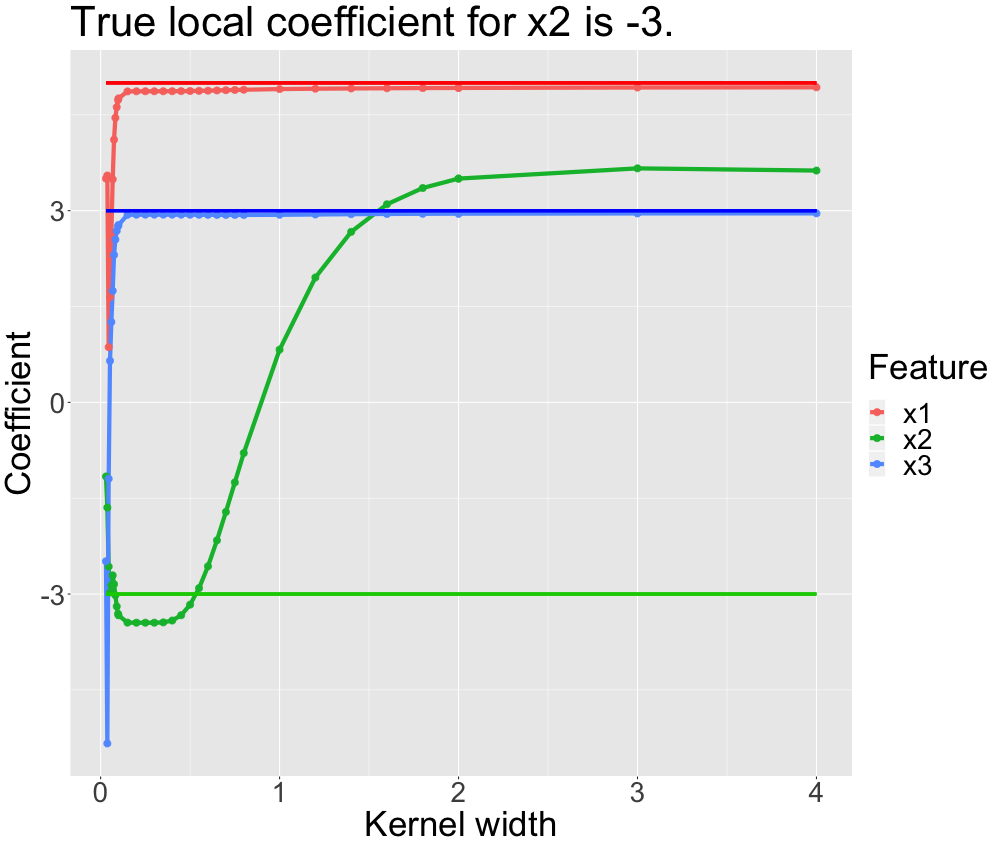 True local coefficient for x2 is -3.
Coefficient
3
0
-3
0 1 2 3 4
Kernel width
Feature
x1
x2
x3